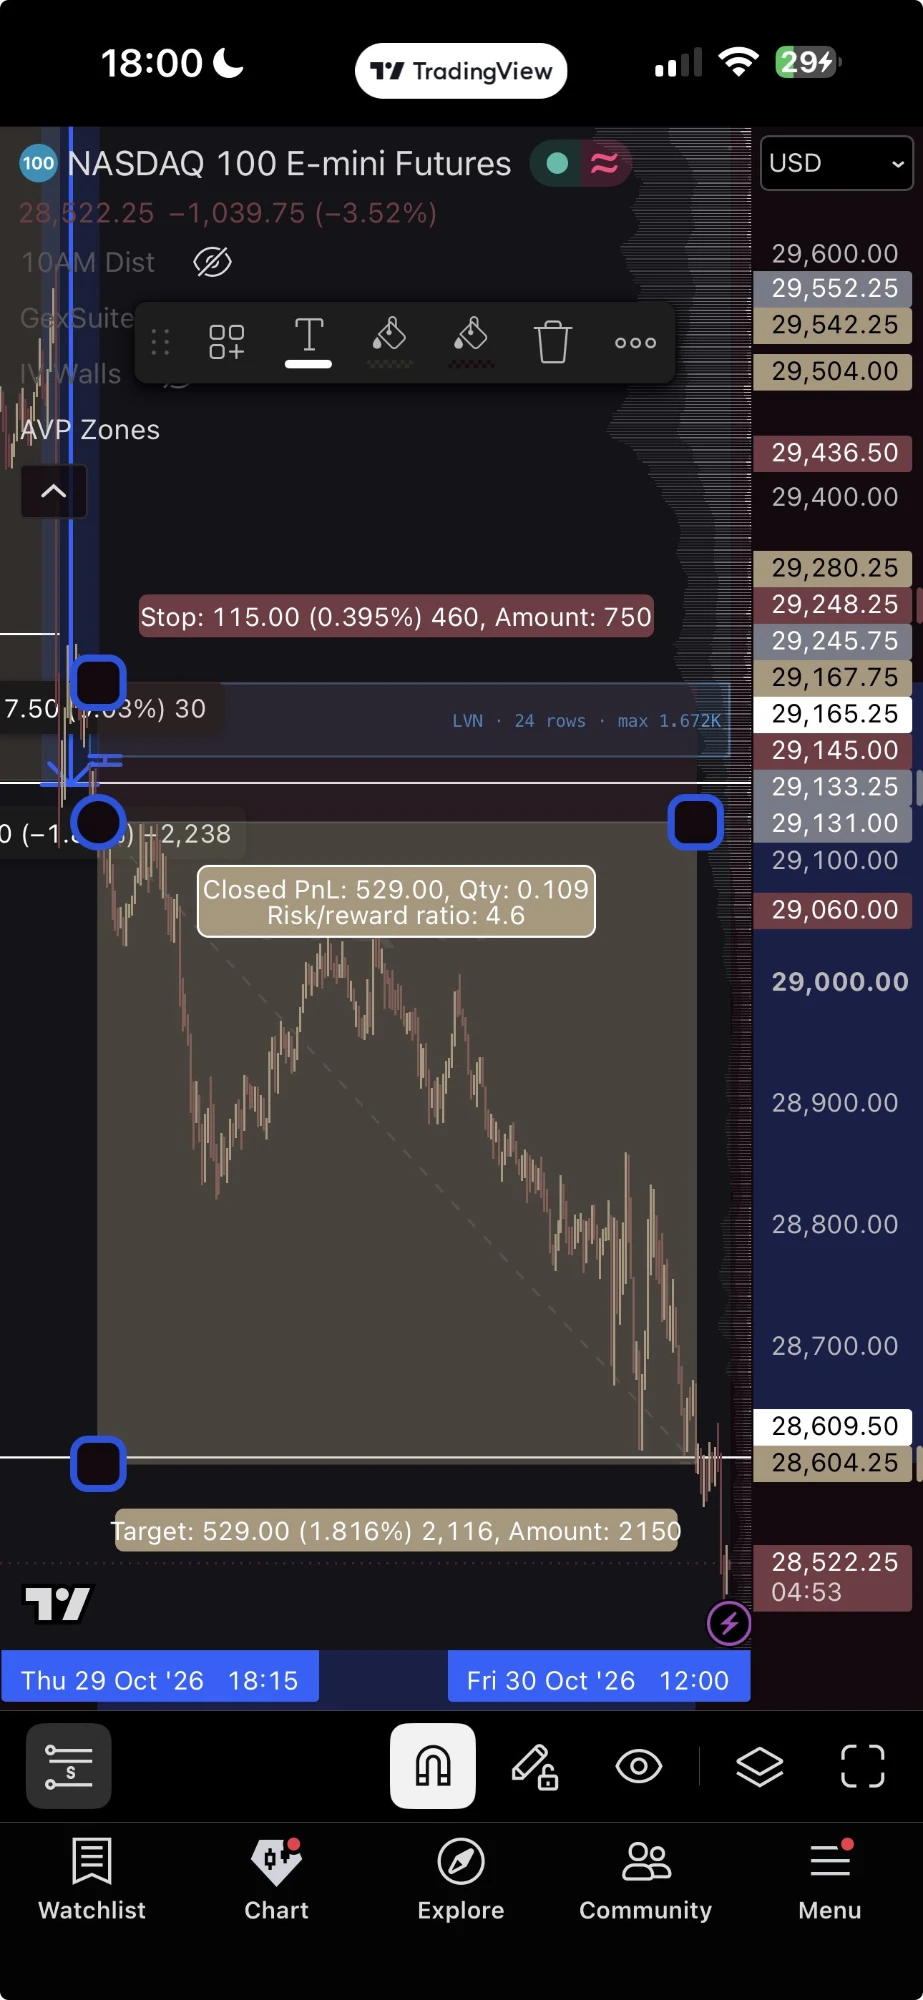 18:00
TradingView
29
100 NASDAQ 100 E-mini Futures
USD
28,522.25 −1,039.75 (−3.52%)
10AM Dist
GexSuite
IV Walls
AVP Zones
29,600.00
29,552.25
29,542.25
29,504.00
29,436.50
29,400.00
29,280.25
29,248.25
29,245.75
29,167.75
29,165.25
29,145.00
29,133.25
29,131.00
29,100.00
29,060.00
29,000.00
28,900.00
28,800.00
28,700.00
28,609.50
28,604.25
28,522.25
04:53
Stop: 115.00 (0.395%) 460, Amount: 750
7.50 03%) 30
LVN · 24 rows · max 1.672K
0 (−1. ) −2,238
Closed PnL: 529.00, Qty: 0.109
Risk/reward ratio: 4.6
Target: 529.00 (1.816%) 2,116, Amount: 2150
Thu 29 Oct '26 18:15
Fri 30 Oct '26 12:00
Watchlist
Chart
Explore
Community
Menu